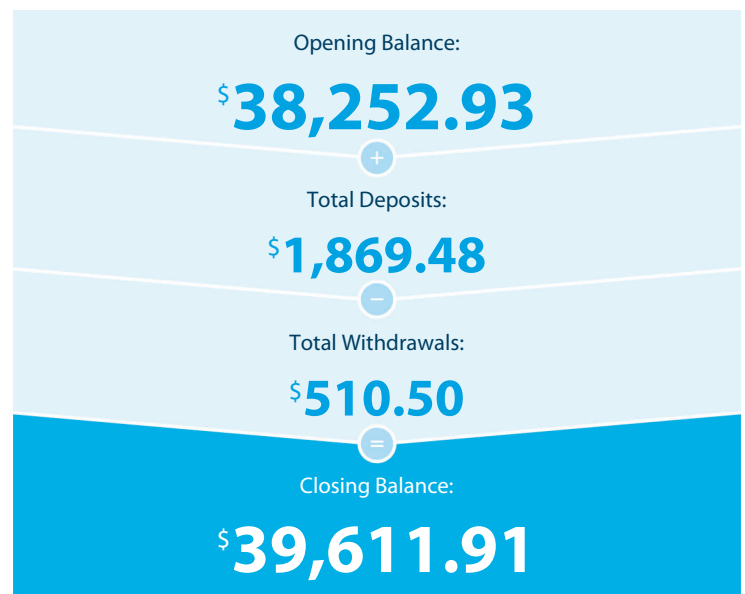 Opening Balance:
$38,252.93
+
Total Deposits:
$1,869.48
−
Total Withdrawals:
$510.50
=
Closing Balance:
$39,611.91